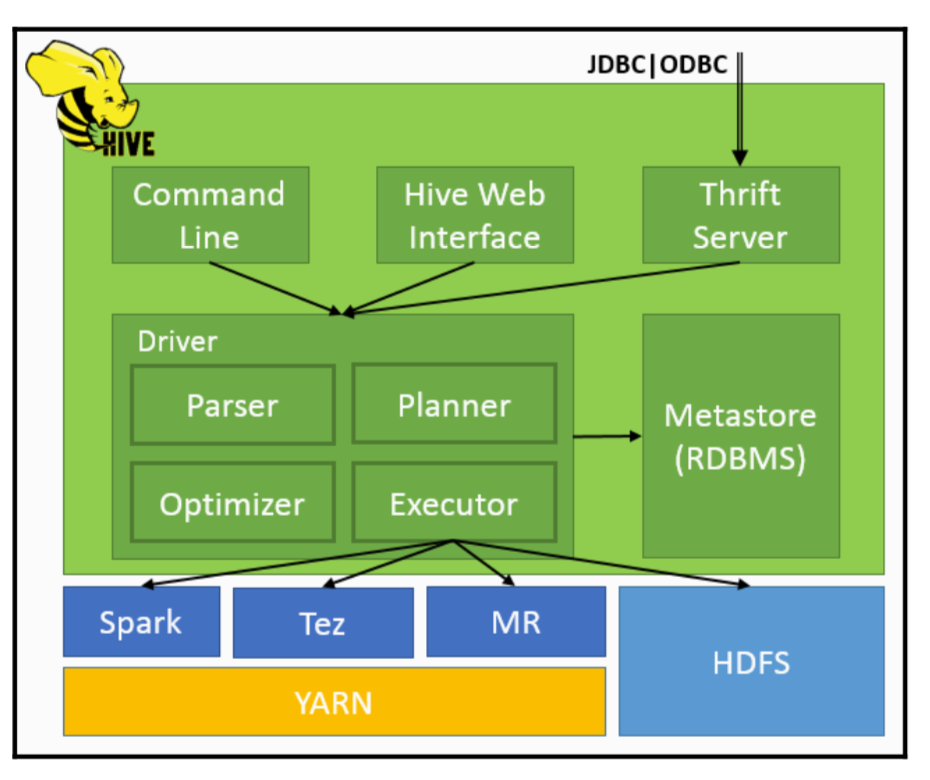 JDBC|ODBC
HIVE
Command
Line
Hive Web
Interface
Thrift
Server
Driver
Parser
Planner
Optimizer
Executor
Metastore
(RDBMS)
Spark
Tez
MR
HDFS
YARN